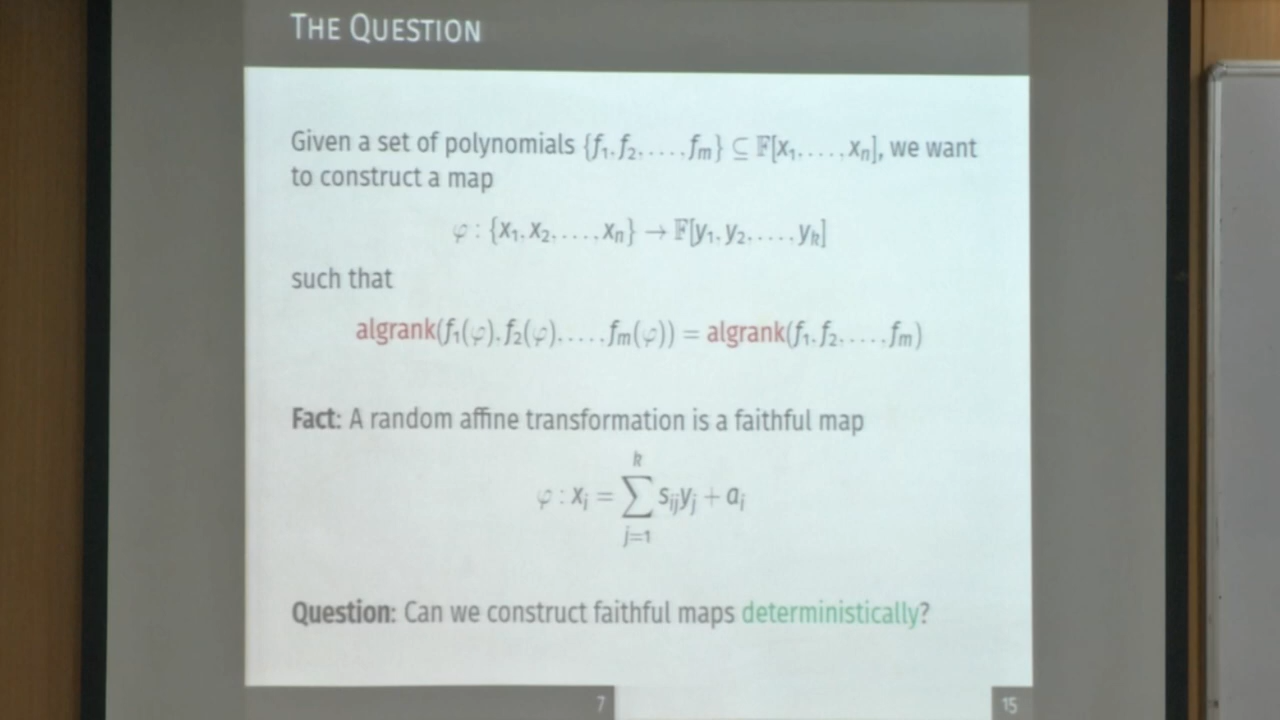 THE QUESTION
Given a set of polynomials {f₁, f₂, . . . , fₘ} ⊆ 𝔽[x₁, . . . , xₙ], we want
to construct a map
φ : {x₁, x₂, . . . , xₙ} → 𝔽[y₁, y₂, . . . , yₖ]
such that
algrank(f₁(φ), f₂(φ), . . . , fₘ(φ)) = algrank(f₁, f₂, . . . , fₘ)
Fact: A random affine transformation is a faithful map
φ : xᵢ = ∑_{j=1}^{k} sᵢⱼyⱼ + aᵢ
Question: Can we construct faithful maps deterministically?
7
15